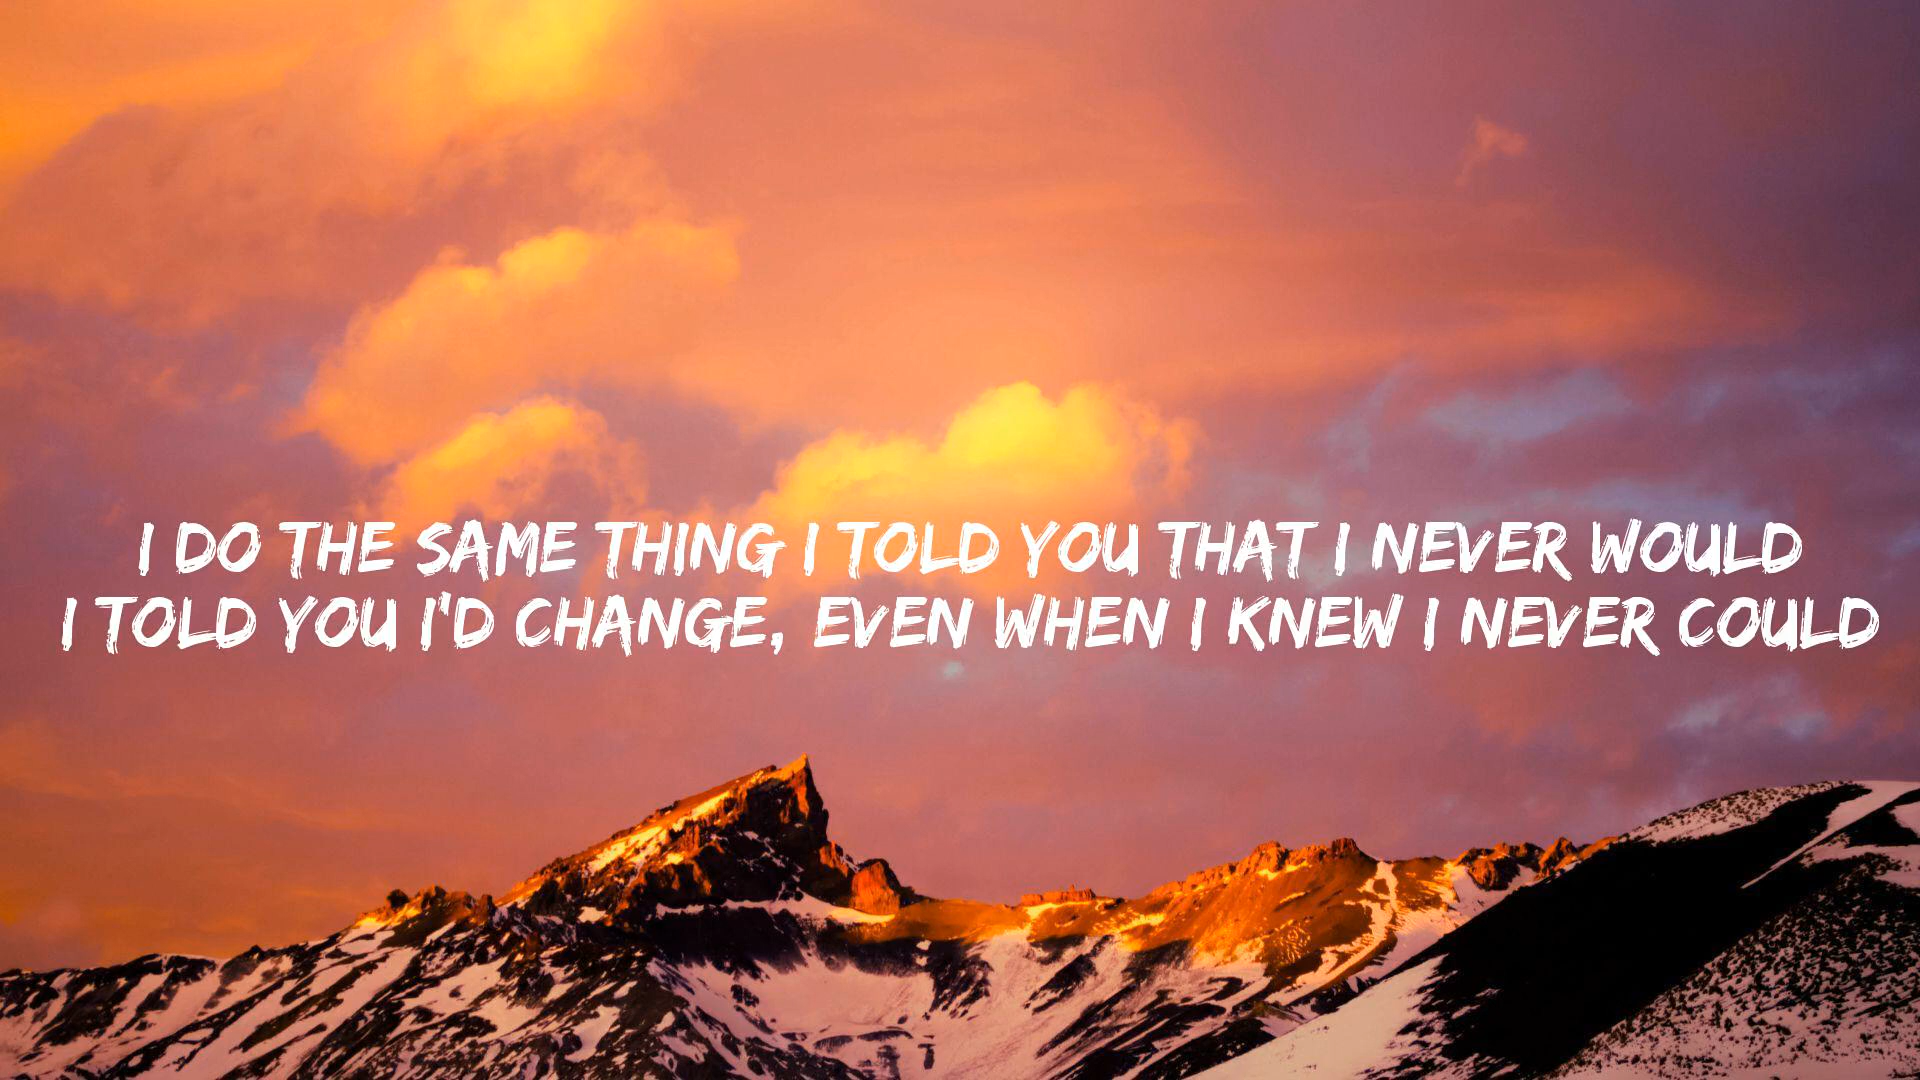 I DO THE SAME THING I TOLD YOU THAT I NEVER WOULD
I TOLD YOU I'D CHANGE, EVEN WHEN I KNEW I NEVER COULD